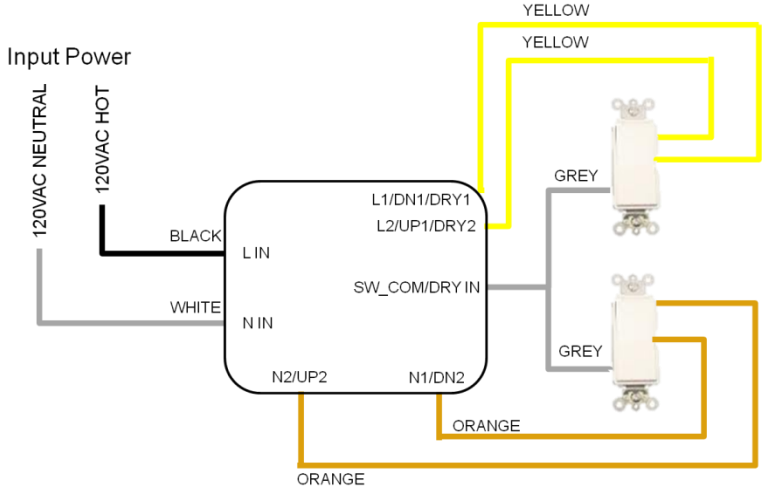 YELLOW
YELLOW
Input Power
120VAC NEUTRAL
120VAC HOT
GREY
L1/DN1/DRY1
L2/UP1/DRY2
BLACK
L IN
SW_COM/DRY IN
WHITE
N IN
GREY
N2/UP2
N1/DN2
ORANGE
ORANGE